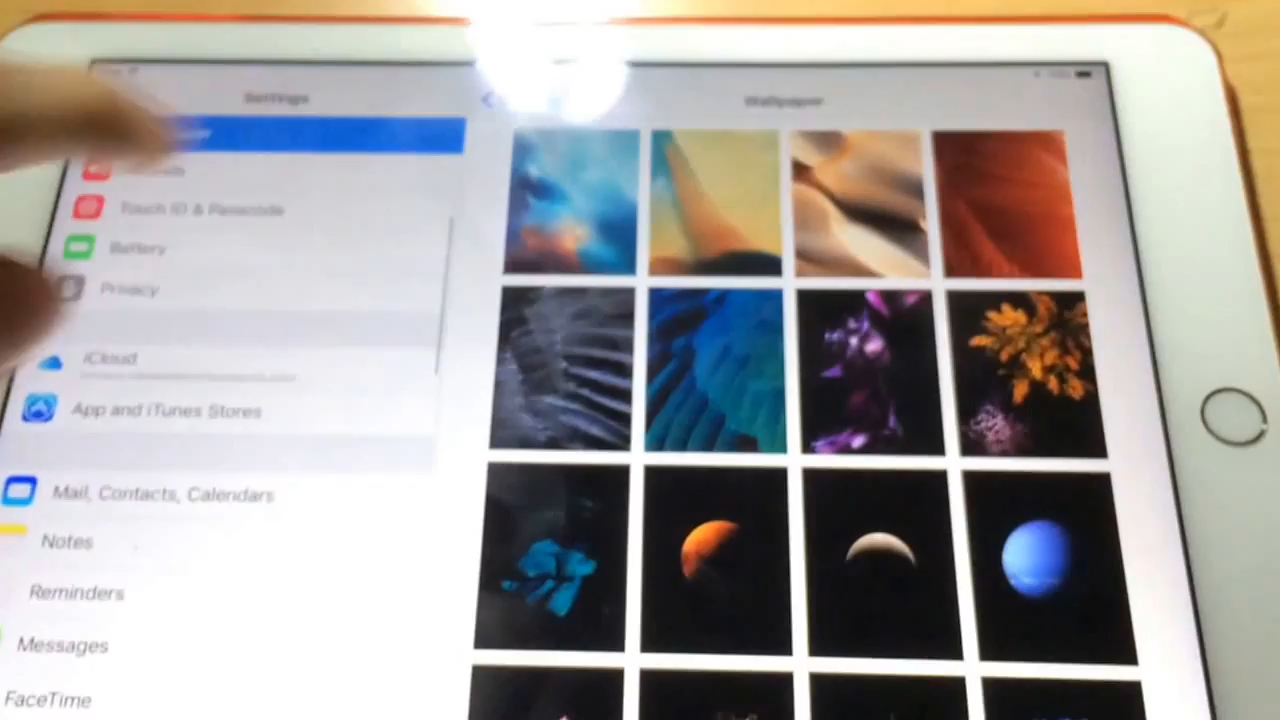 Settings
Wallpaper
Touch ID & Passcode
Battery
Privacy
iCloud
App and iTunes Stores
Mail, Contacts, Calendars
Notes
Reminders
Messages
FaceTime